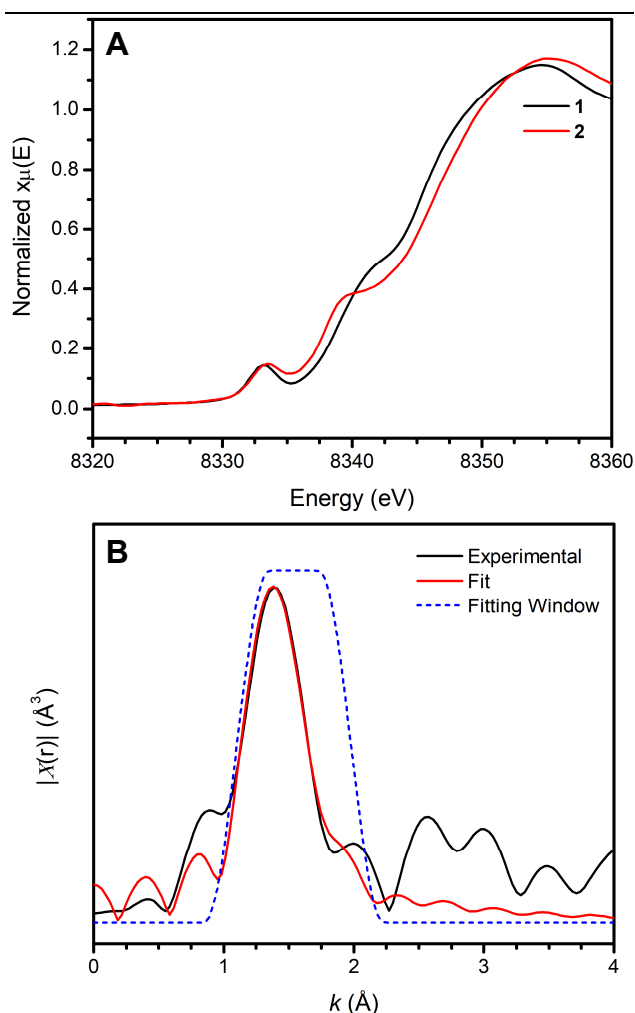 A
1.2
1.0
0.8
0.6
0.4
0.2
0.0
Normalized xμ(E)
1
2
8320 8330 8340 8350 8360
Energy (eV)
B
Experimental
Fit
Fitting Window
|χ(r)| (Å³)
0 1 2 3 4
k (Å)